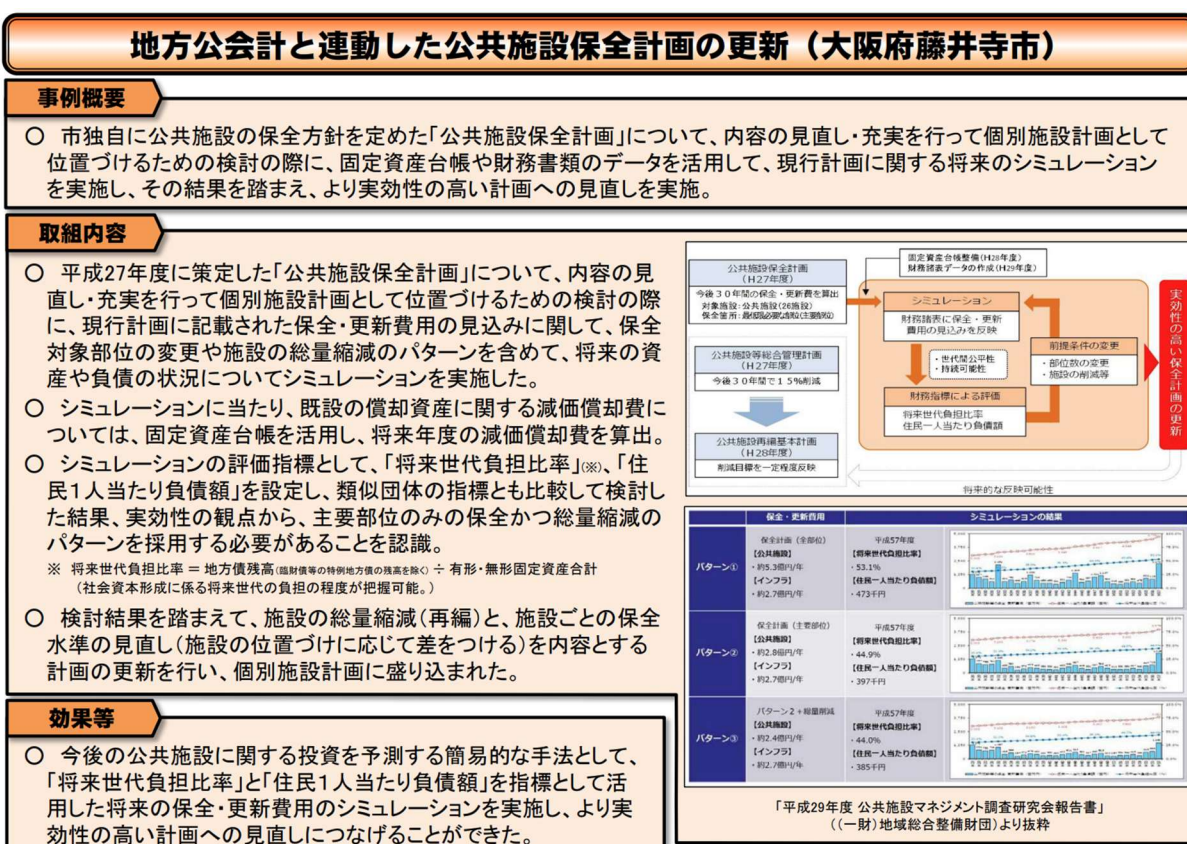 地方公会計と連動した公共施設保全計画の更新（大阪府藤井寺市）
事例概要
○ 市独自に公共施設の保全方針を定めた「公共施設保全計画」について、内容の見直し・充実を行って個別施設計画として
位置づけるための検討の際に、固定資産台帳や財務書類のデータを活用して、現行計画に関する将来のシミュレーション
を実施し、その結果を踏まえ、より実効性の高い計画への見直しを実施。
取組内容
○ 平成27年度に策定した「公共施設保全計画」について、内容の見
直し・充実を行って個別施設計画として位置づけるための検討の際
に、現行計画に記載された保全・更新費用の見込みに関して、保全
対象部位の変更や施設の総量縮減のパターンを含めて、将来の資
産や負債の状況についてシミュレーションを実施した。
○ シミュレーションに当たり、既設の償却資産に関する減価償却費に
ついては、固定資産台帳を活用し、将来年度の減価償却費を算出。
○ シミュレーションの評価指標として、「将来世代負担比率」(※)、「住
民1人当たり負債額」を設定し、類似団体の指標とも比較して検討し
た結果、実効性の観点から、主要部位のみの保全かつ総量縮減の
パターンを採用する必要があることを認識。
※ 将来世代負担比率 ＝ 地方債残高(臨財債等の特例地方債の残高を除く) ÷ 有形・無形固定資産合計
（社会資本形成に係る将来世代の負担の程度が把握可能。）
○ 検討結果を踏まえて、施設の総量縮減（再編）と、施設ごとの保全
水準の見直し（施設の位置づけに応じて差をつける）を内容とする
計画の更新を行い、個別施設計画に盛り込まれた。
効果等
○ 今後の公共施設に関する投資を予測する簡易的な手法として、
「将来世代負担比率」と「住民1人当たり負債額」を指標として活
用した将来の保全・更新費用のシミュレーションを実施し、より実
効性の高い計画への見直しにつなげることができた。
公共施設保全計画
（H27年度）
今後30年間の保全・更新費を算出
対象施設：公共施設（26施設）
保全箇所：最低限必要な部位（主要部位）
公共施設等総合管理計画
（H27年度）
今後30年間で15％削減
公共施設再編基本計画
（H28年度）
削減目標を一定程度反映
固定資産台帳整備（H28年度）
財務諸表データの作成（H29年度）
シミュレーション
財務諸表に保全・更新
費用の見込みを反映
・世代間公平性
・持続可能性
財務指標による評価
将来世代負担比率
住民一人当たり負債額
前提条件の変更
・部位数の変更
・施設の削減等
実効性の高い保全計画の更新
将来的な反映可能性
保全・更新費用 シミュレーションの結果
パターン①
保全計画（全部位）
【公共施設】
・約5.3億円/年
【インフラ】
・約2.7億円/年
平成57年度
【将来世代負担比率】
・53.1%
【住民一人当たり負債額】
・473千円
パターン②
保全計画（主要部位）
【公共施設】
・約2.8億円/年
【インフラ】
・約2.7億円/年
平成57年度
【将来世代負担比率】
・44.9%
【住民一人当たり負債額】
・397千円
パターン③
パターン2＋総量削減
【公共施設】
・約2.4億円/年
【インフラ】
・約2.7億円/年
平成57年度
【将来世代負担比率】
・44.0%
【住民一人当たり負債額】
・385千円
「平成29年度 公共施設マネジメント調査研究会報告書」
（（一財）地域総合整備財団）より抜粋